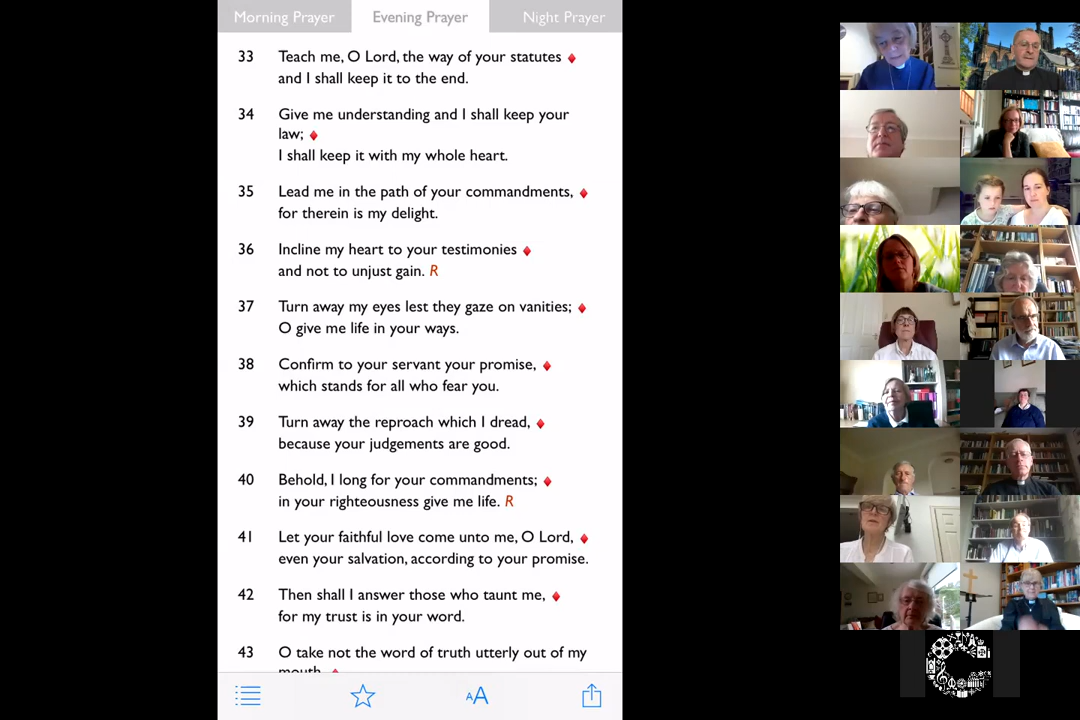 Morning Prayer Evening Prayer Night Prayer
33 Teach me, O Lord, the way of your statutes ♦
and I shall keep it to the end.
34 Give me understanding and I shall keep your
law; ♦
I shall keep it with my whole heart.
35 Lead me in the path of your commandments, ♦
for therein is my delight.
36 Incline my heart to your testimonies ♦
and not to unjust gain. R
37 Turn away my eyes lest they gaze on vanities; ♦
O give me life in your ways.
38 Confirm to your servant your promise, ♦
which stands for all who fear you.
39 Turn away the reproach which I dread, ♦
because your judgements are good.
40 Behold, I long for your commandments; ♦
in your righteousness give me life. R
41 Let your faithful love come unto me, O Lord, ♦
even your salvation, according to your promise.
42 Then shall I answer those who taunt me, ♦
for my trust is in your word.
43 O take not the word of truth utterly out of my
mouth, ♦
AA